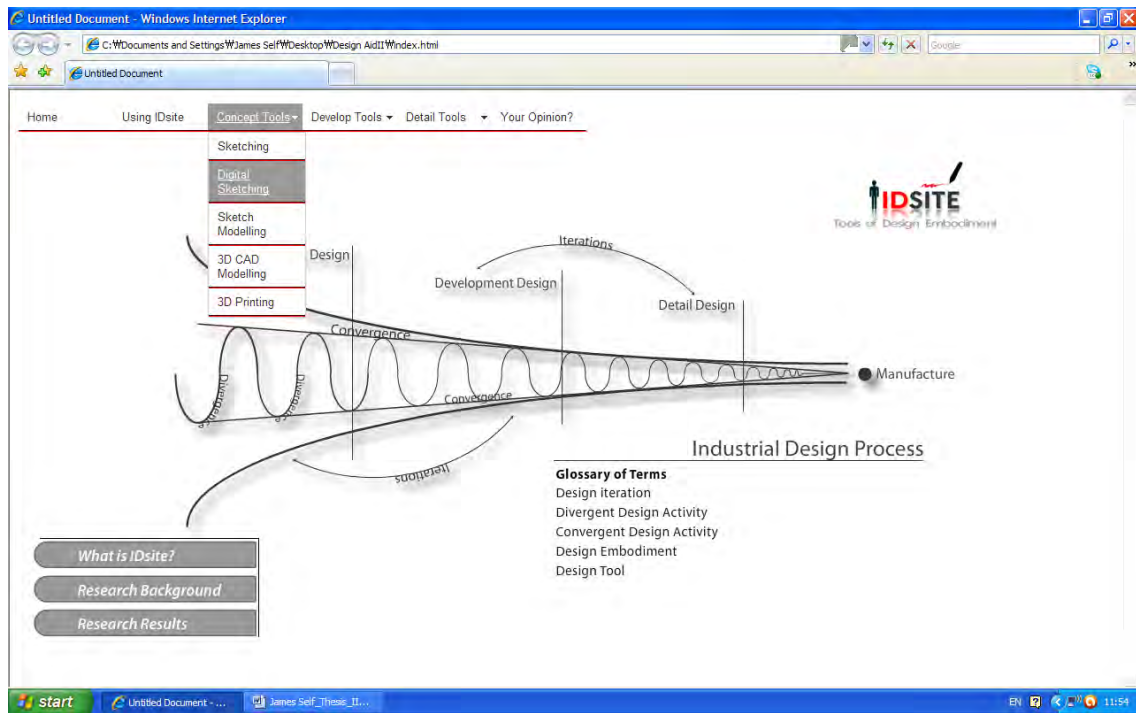 Untitled Document - Windows Internet Explorer
C:₩Documents and Settings₩James Self₩Desktop₩Design AidII₩index.html
Google
Untitled Document
»
Home Using IDsite Concept Tools Develop Tools Detail Tools Your Opinion?
Sketching
Digital
Sketching
Sketch
Modelling
3D CAD
Modelling
3D Printing
IDSITE
Tools of Design Embodiment
Design
Iterations
Development Design
Detail Design
Convergence
Divergence
Divergence
Convergence
Manufacture
Iterations
Industrial Design Process
Glossary of Terms
Design iteration
Divergent Design Activity
Convergent Design Activity
Design Embodiment
Design Tool
What is IDsite?
Research Background
Research Results
start
Untitled Document - ...
James Self_Thesis_II...
EN
11:54